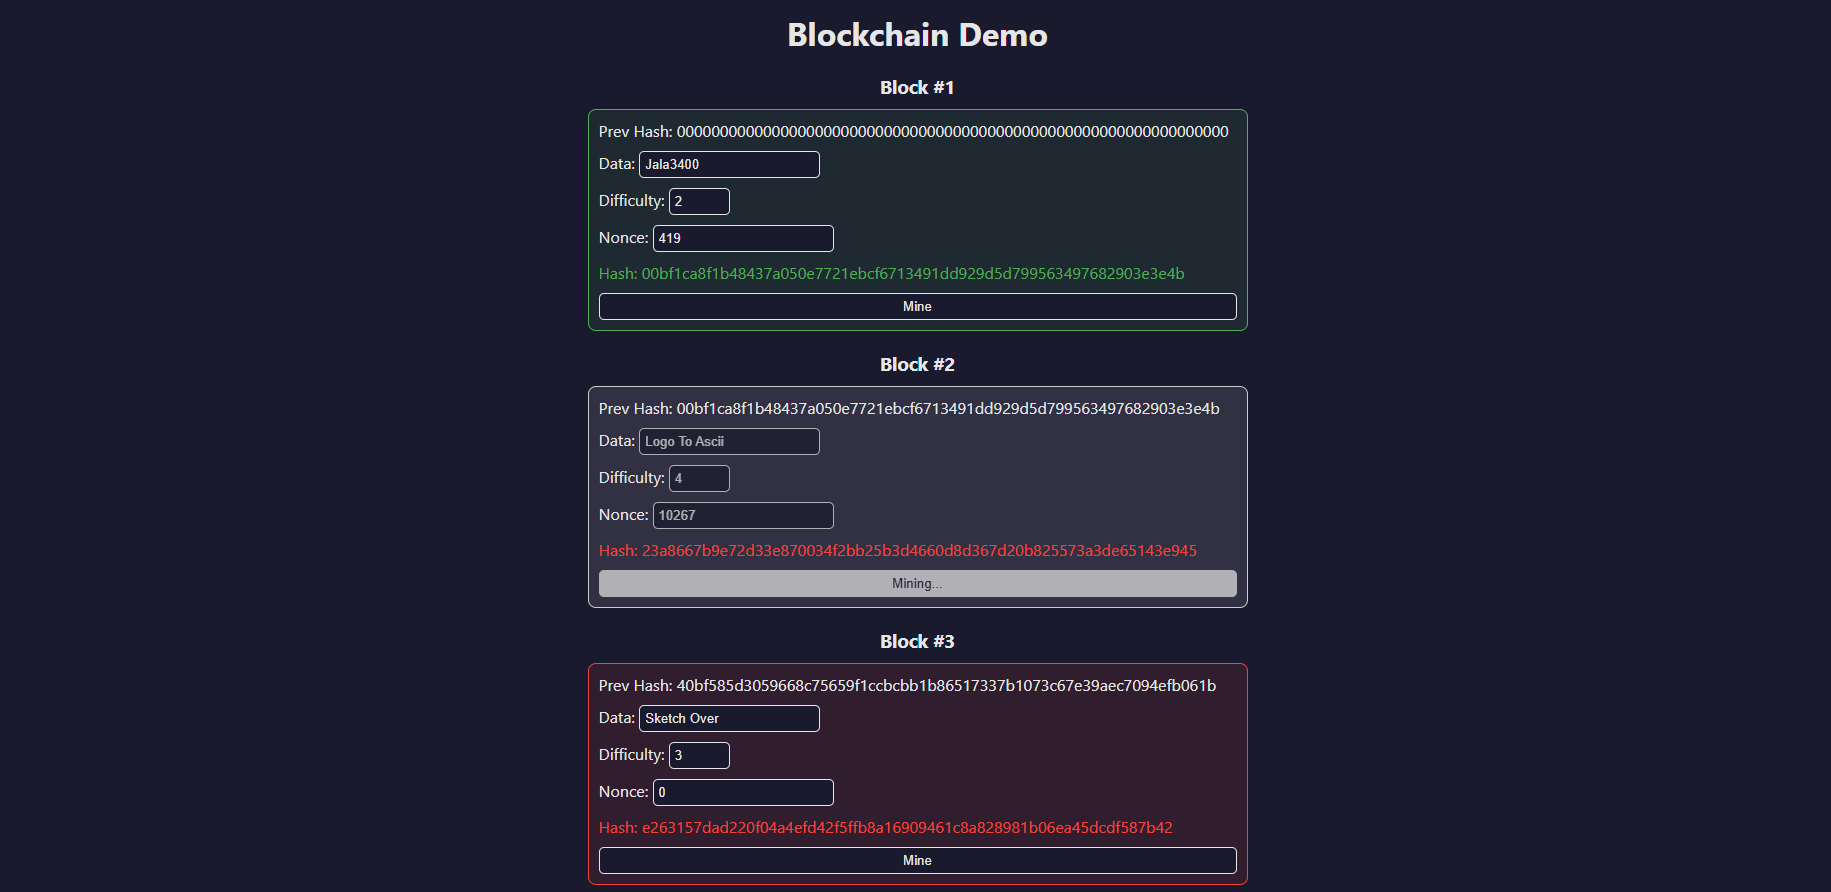 Blockchain Demo
Block #1
Prev Hash: 0000000000000000000000000000000000000000000000000000000000000000
Data: Jala3400
Difficulty: 2
Nonce: 419
Hash: 00bf1ca8f1b48437a050e7721ebcf6713491dd929d5d799563497682903e3e4b
Mine
Block #2
Prev Hash: 00bf1ca8f1b48437a050e7721ebcf6713491dd929d5d799563497682903e3e4b
Data: Logo To Ascii
Difficulty: 4
Nonce: 10267
Hash: 23a8667b9e72d33e870034f2bb25b3d4660d8d367d20b825573a3de65143e945
Mining...
Block #3
Prev Hash: 40bf585d3059668c75659f1ccbcbb1b86517337b1073c67e39aec7094efb061b
Data: Sketch Over
Difficulty: 3
Nonce: 0
Hash: e263157dad220f04a4efd42f5ffb8a16909461c8a828981b06ea45dcdf587b42
Mine